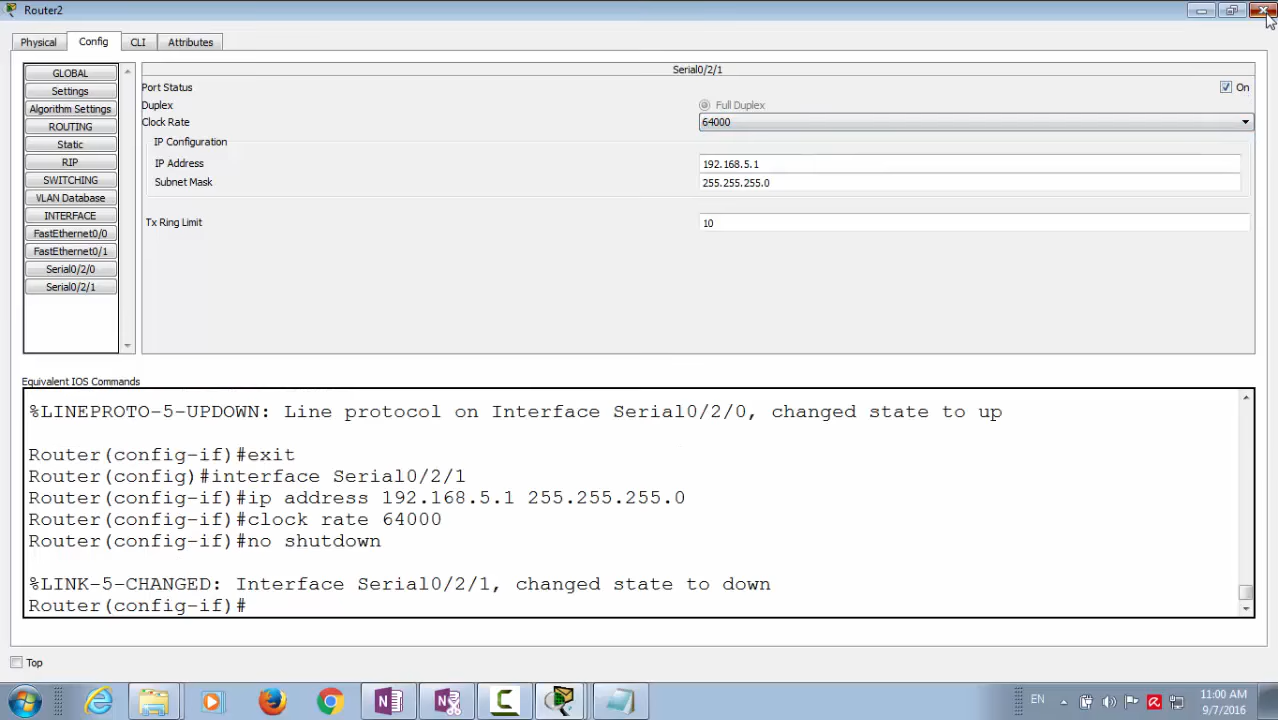 Router2
Physical
Config
CLI
Attributes
GLOBAL
Settings
Algorithm Settings
ROUTING
Static
RIP
SWITCHING
VLAN Database
INTERFACE
FastEthernet0/0
FastEthernet0/1
Serial0/2/0
Serial0/2/1
Serial0/2/1
Port Status
On
Duplex
Full Duplex
Clock Rate
64000
IP Configuration
IP Address
192.168.5.1
Subnet Mask
255.255.255.0
Tx Ring Limit
10
Equivalent IOS Commands
%LINEPROTO-5-UPDOWN: Line protocol on Interface Serial0/2/0, changed state to up
Router(config-if)#exit
Router(config)#interface Serial0/2/1
Router(config-if)#ip address 192.168.5.1 255.255.255.0
Router(config-if)#clock rate 64000
Router(config-if)#no shutdown
%LINK-5-CHANGED: Interface Serial0/2/1, changed state to down
Router(config-if)#
Top
EN
11:00 AM
9/7/2016